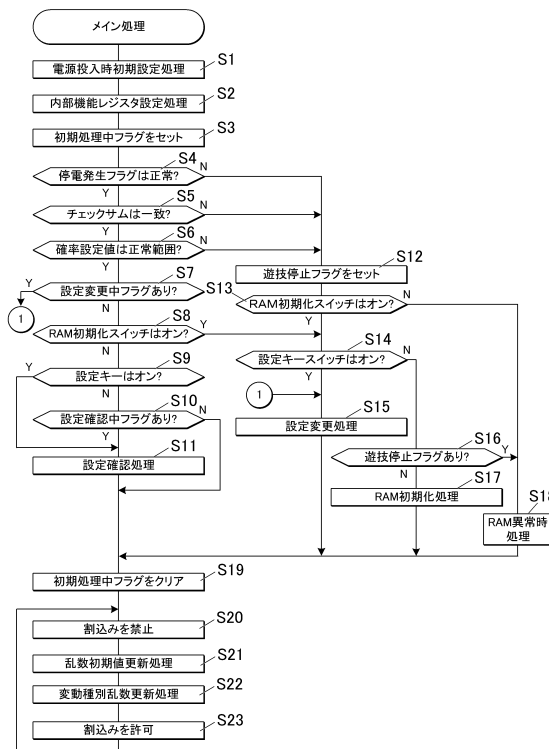 メイン処理
電源投入時初期設定処理
S1
内部機能レジスタ設定処理
S2
初期処理中フラグをセット
S3
停電発生フラグは正常?
S4
N
Y
チェックサムは一致?
S5
N
Y
確率設定値は正常範囲?
S6
N
Y
設定変更中フラグあり?
S7
Y
1
N
RAM初期化スイッチはオン?
S8
Y
N
設定キーはオン?
S9
Y
N
設定確認中フラグあり?
S10
N
Y
設定確認処理
S11
遊技停止フラグをセット
S12
RAM初期化スイッチはオン?
S13
N
Y
設定キースイッチはオン?
S14
N
Y
1
設定変更処理
S15
遊技停止フラグあり?
S16
Y
N
RAM初期化処理
S17
RAM異常時
処理
S18
初期処理中フラグをクリア
S19
割込みを禁止
S20
乱数初期値更新処理
S21
変動種別乱数更新処理
S22
割込みを許可
S23